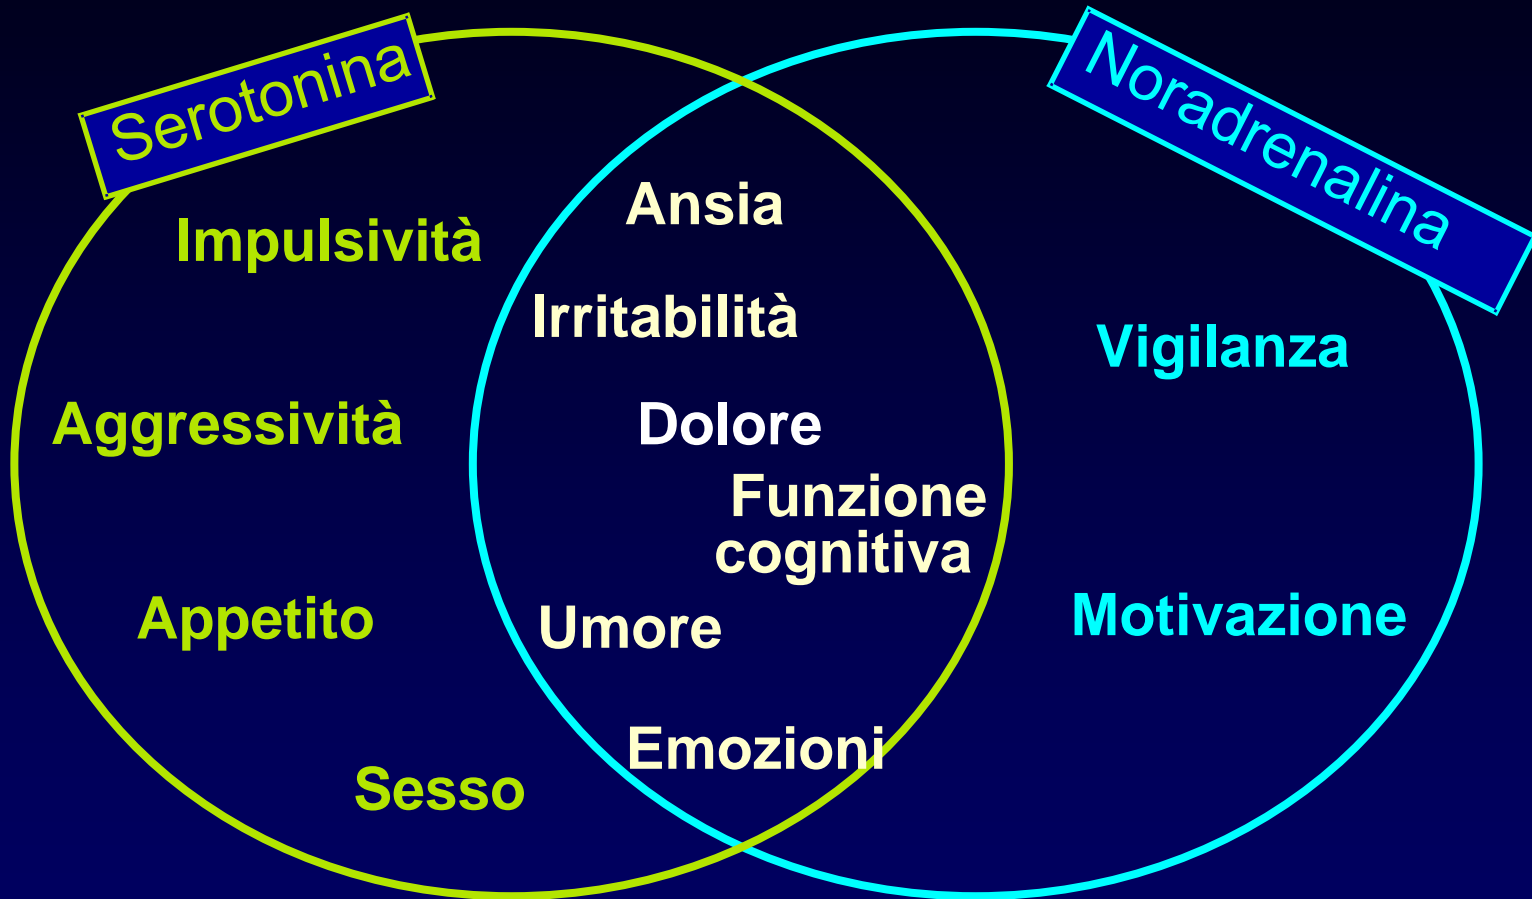 Serotonina
Noradrenalina
Impulsività
Aggressività
Appetito
Sesso
Ansia
Irritabilità
Dolore
Funzione
cognitiva
Umore
Emozioni
Vigilanza
Motivazione